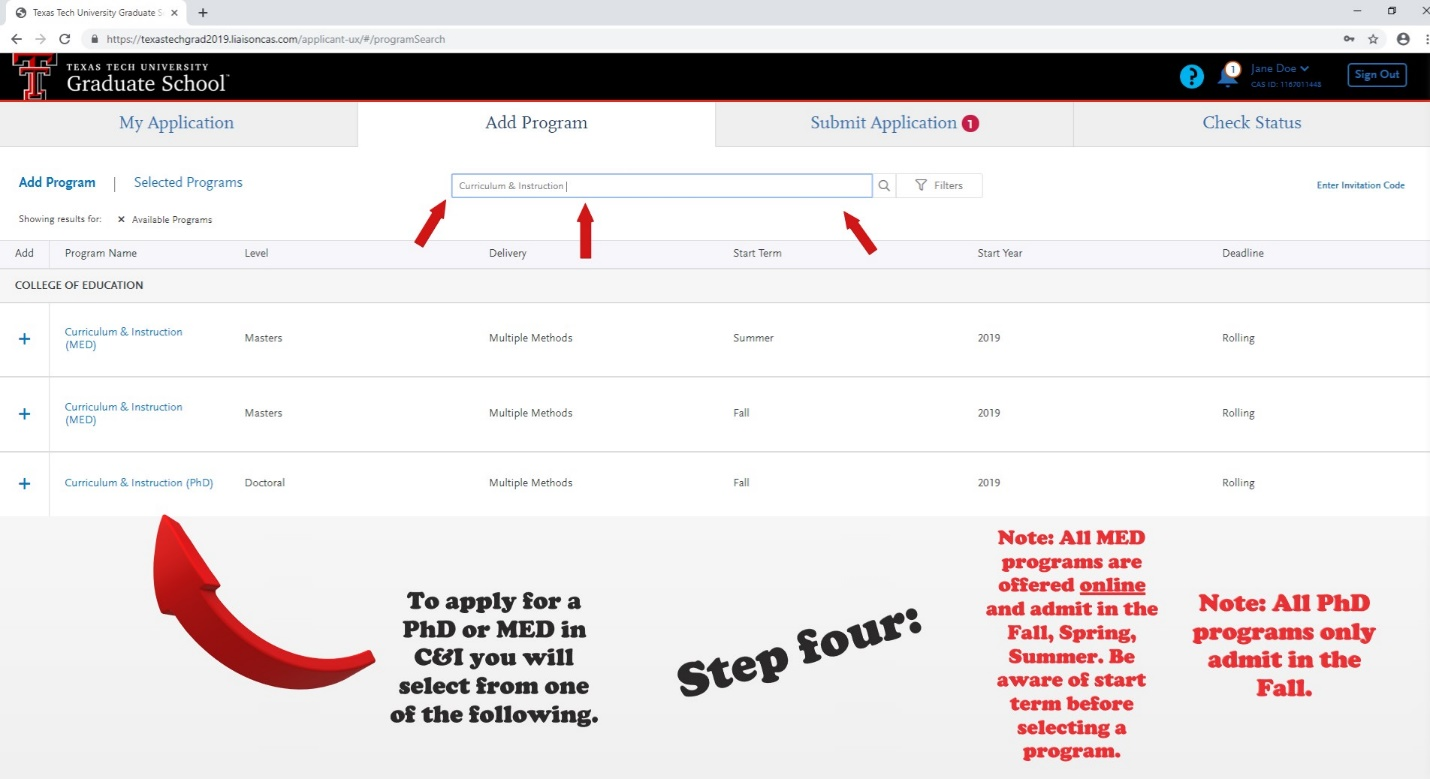 Texas Tech University Graduate S
https://texastechgrad2019.liaisoncas.com/applicant-ux/#/programSearch
TEXAS TECH UNIVERSITY
Graduate School
? 1 Jane Doe
CAS ID: 1187011448
Sign Out
My Application Add Program Submit Application 1 Check Status
Add Program | Selected Programs
Curriculum & Instruction
Filters
Enter Invitation Code
Showing results for: × Available Programs
Add Program Name Level Delivery Start Term Start Year Deadline
COLLEGE OF EDUCATION
+ Curriculum & Instruction
(MED)
Masters Multiple Methods Summer 2019 Rolling
+ Curriculum & Instruction
(MED)
Masters Multiple Methods Fall 2019 Rolling
+ Curriculum & Instruction (PhD) Doctoral Multiple Methods Fall 2019 Rolling
To apply for a
PhD or MED in
C&I you will
select from one
of the following.
Step four:
Note: All MED
programs are
offered online
and admit in the
Fall, Spring,
Summer. Be
aware of start
term before
selecting a
program.
Note: All PhD
programs only
admit in the
Fall.